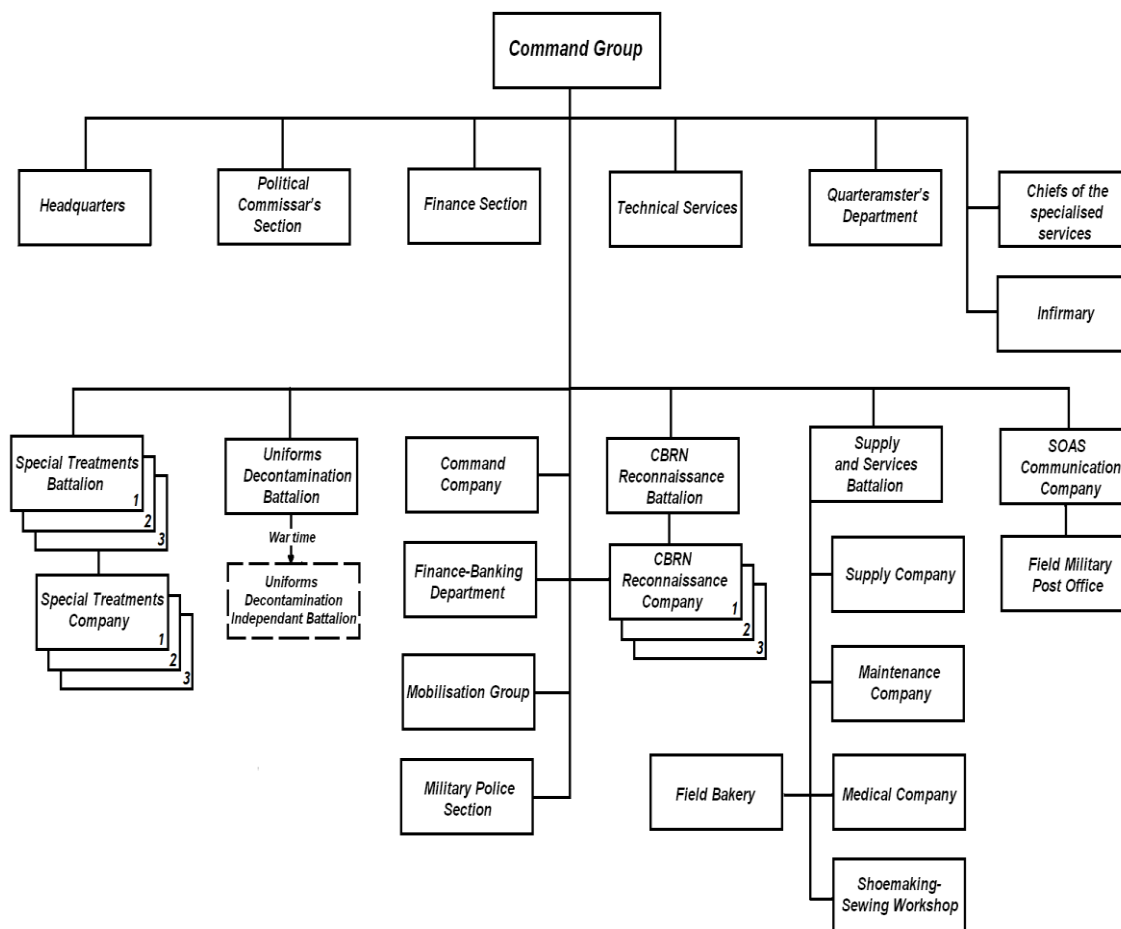 Command Group
Headquarters
Political
Commissar's
Section
Finance Section
Technical Services
Quarteramster's
Department
Chiefs of the
specialised
services
Infirmary
Special Treatments
Battalion
1
2
3
Uniforms
Decontamination
Battalion
War time
Uniforms
Decontamination
Independant Battalion
Special Treatments
Company
1
2
3
Command
Company
Finance-Banking
Department
Mobilisation Group
Military Police
Section
CBRN
Reconnaissance
Battalion
CBRN
Reconnaissance
Company
1
2
3
Supply
and Services
Battalion
Supply Company
Maintenance
Company
Field Bakery
Medical Company
Shoemaking-
Sewing Workshop
SOAS
Communication
Company
Field Military
Post Office